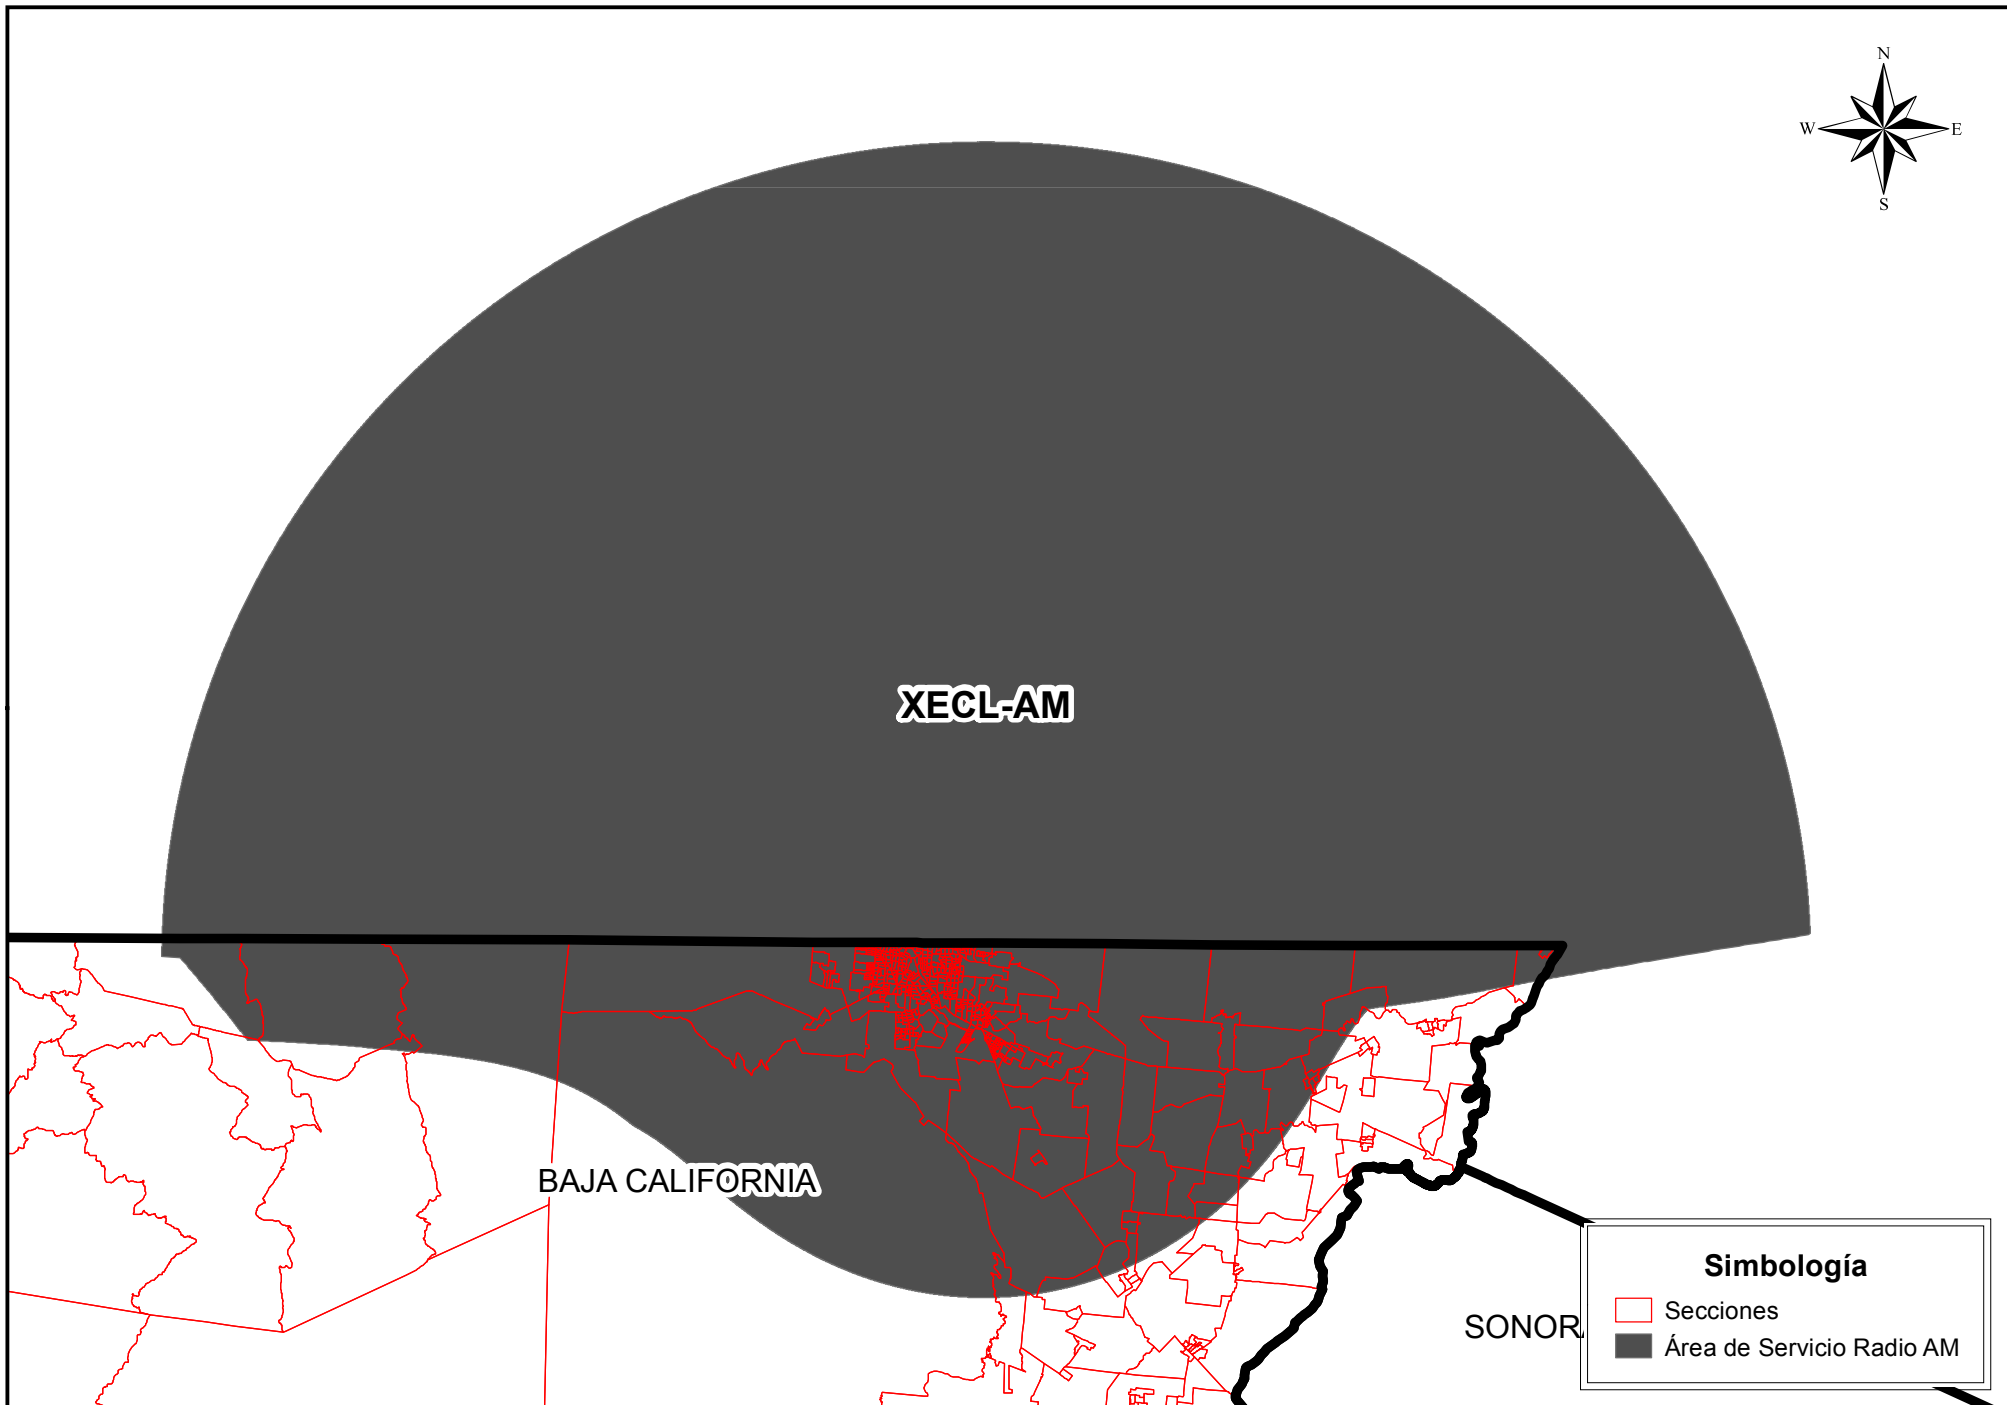 N
W E
S
XECL-AM
BAJA CALIFORNIA
SONOR
Simbología
Secciones
Área de Servicio Radio AM